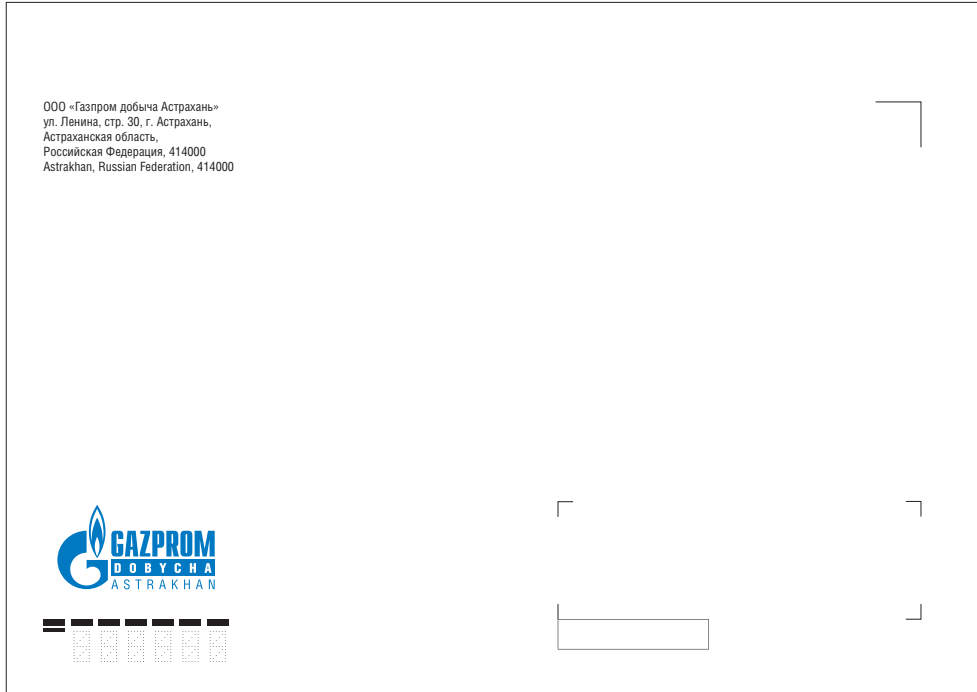 ООО «Газпром добыча Астрахань»
ул. Ленина, стр. 30, г. Астрахань,
Астраханская область,
Российская Федерация, 414000
Astrakhan, Russian Federation, 414000
GAZPROM
DOBYCHA
ASTRAKHAN